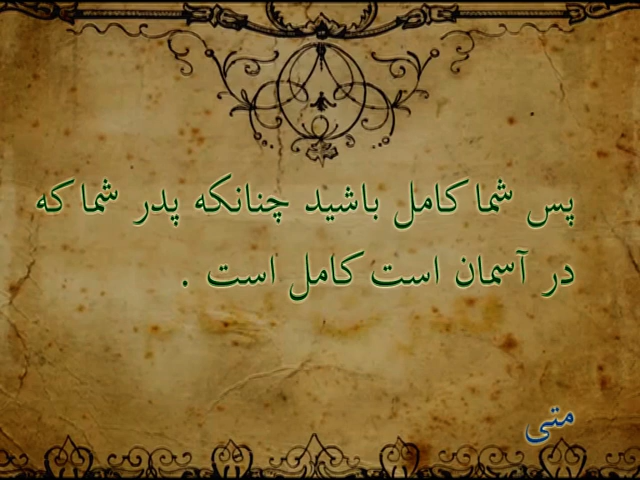 پس شما کامل باشید چنانکه پدر شما که
در آسمان است کامل است .
متی